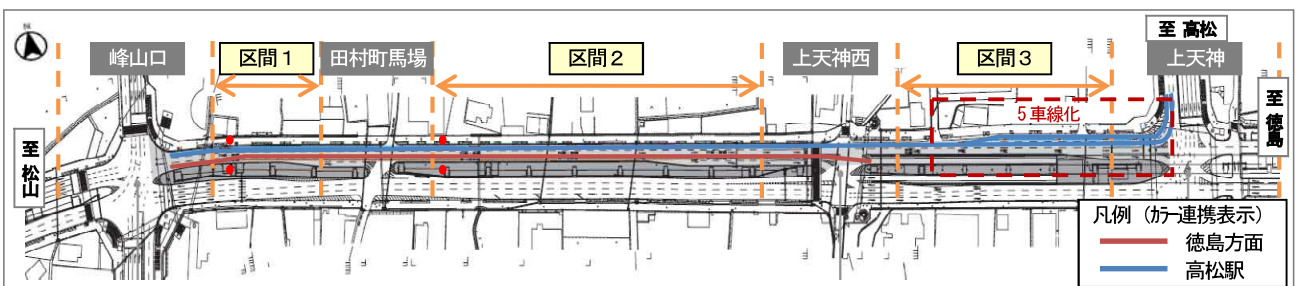 至 高松
峰山口
区間1
田村町馬場
区間2
上天神西
区間3
上天神
5車線化
至 松山
至 徳島
凡例（ｶﾗｰ連携表示）
徳島方面
高松駅